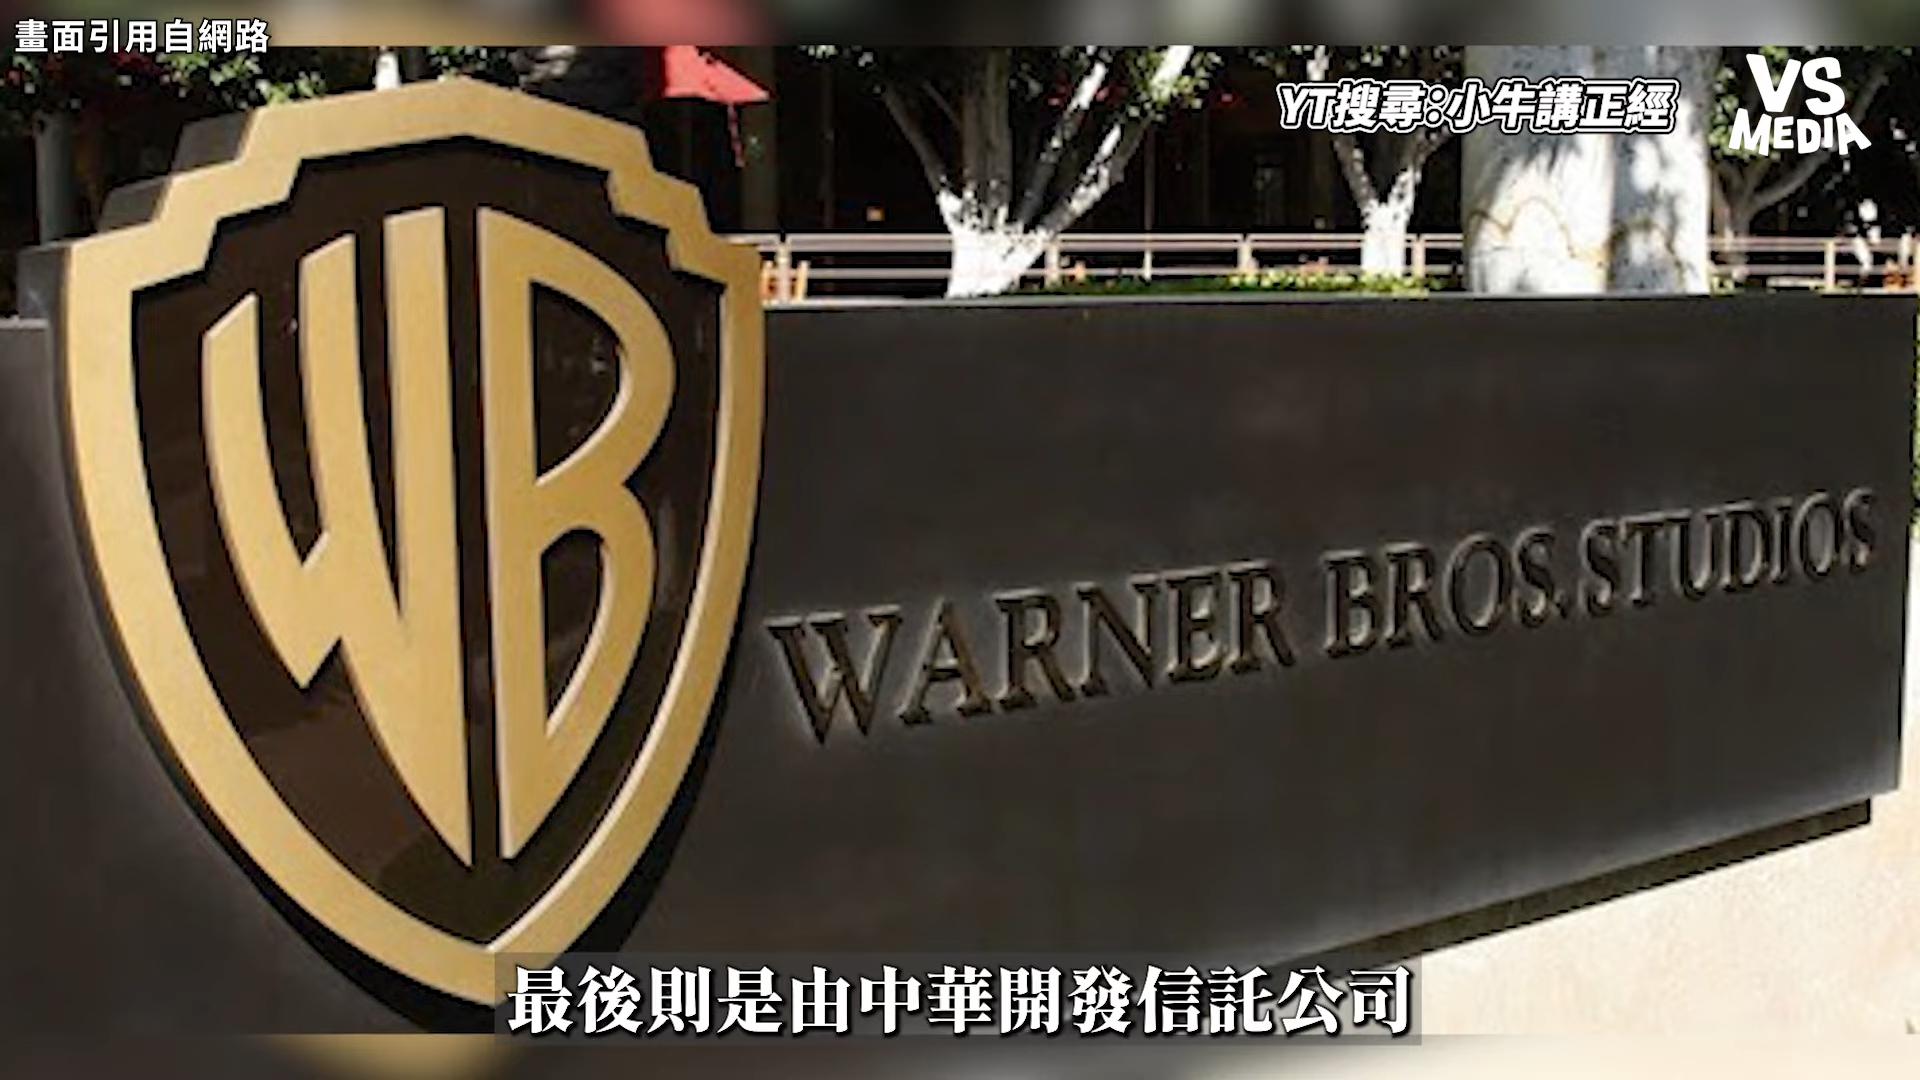 畫面引用自網路
YT搜尋:小牛講正經
VS
MEDIA
WB
WARNER BROS. STUDIOS
最後則是由中華開發信託公司